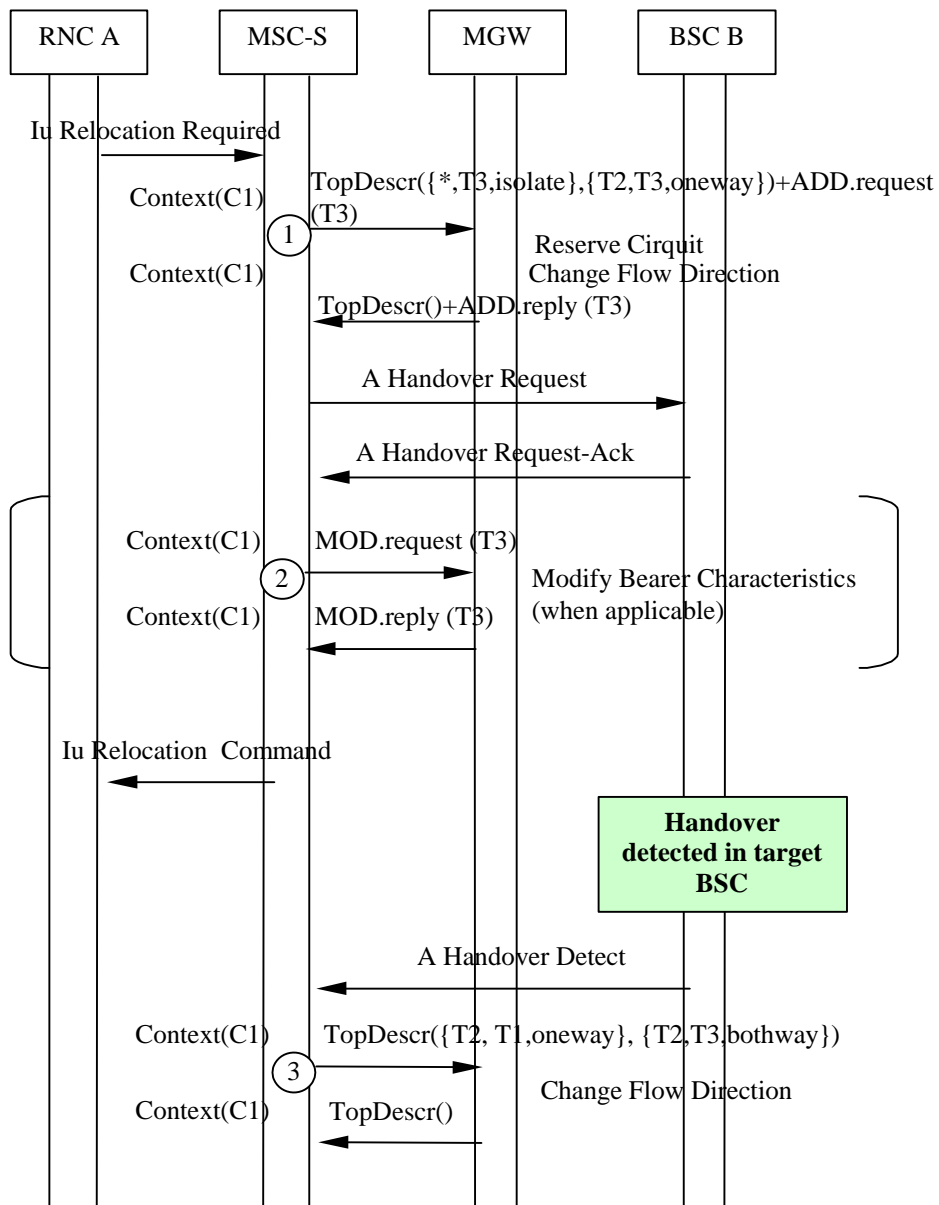 RNC A
MSC-S
MGW
BSC B
Iu Relocation Required
Context(C1)
TopDescr({*,T3,isolate},{T2,T3,oneway})+ADD.request
(T3)
1
Reserve Cirquit
Context(C1)
Change Flow Direction
TopDescr()+ADD.reply (T3)
A Handover Request
A Handover Request-Ack
Context(C1)
MOD.request (T3)
2
Modify Bearer Characteristics
(when applicable)
Context(C1)
MOD.reply (T3)
Iu Relocation Command
Handover
detected in target
BSC
A Handover Detect
Context(C1)
TopDescr({T2, T1,oneway}, {T2,T3,bothway})
3
Change Flow Direction
Context(C1)
TopDescr()